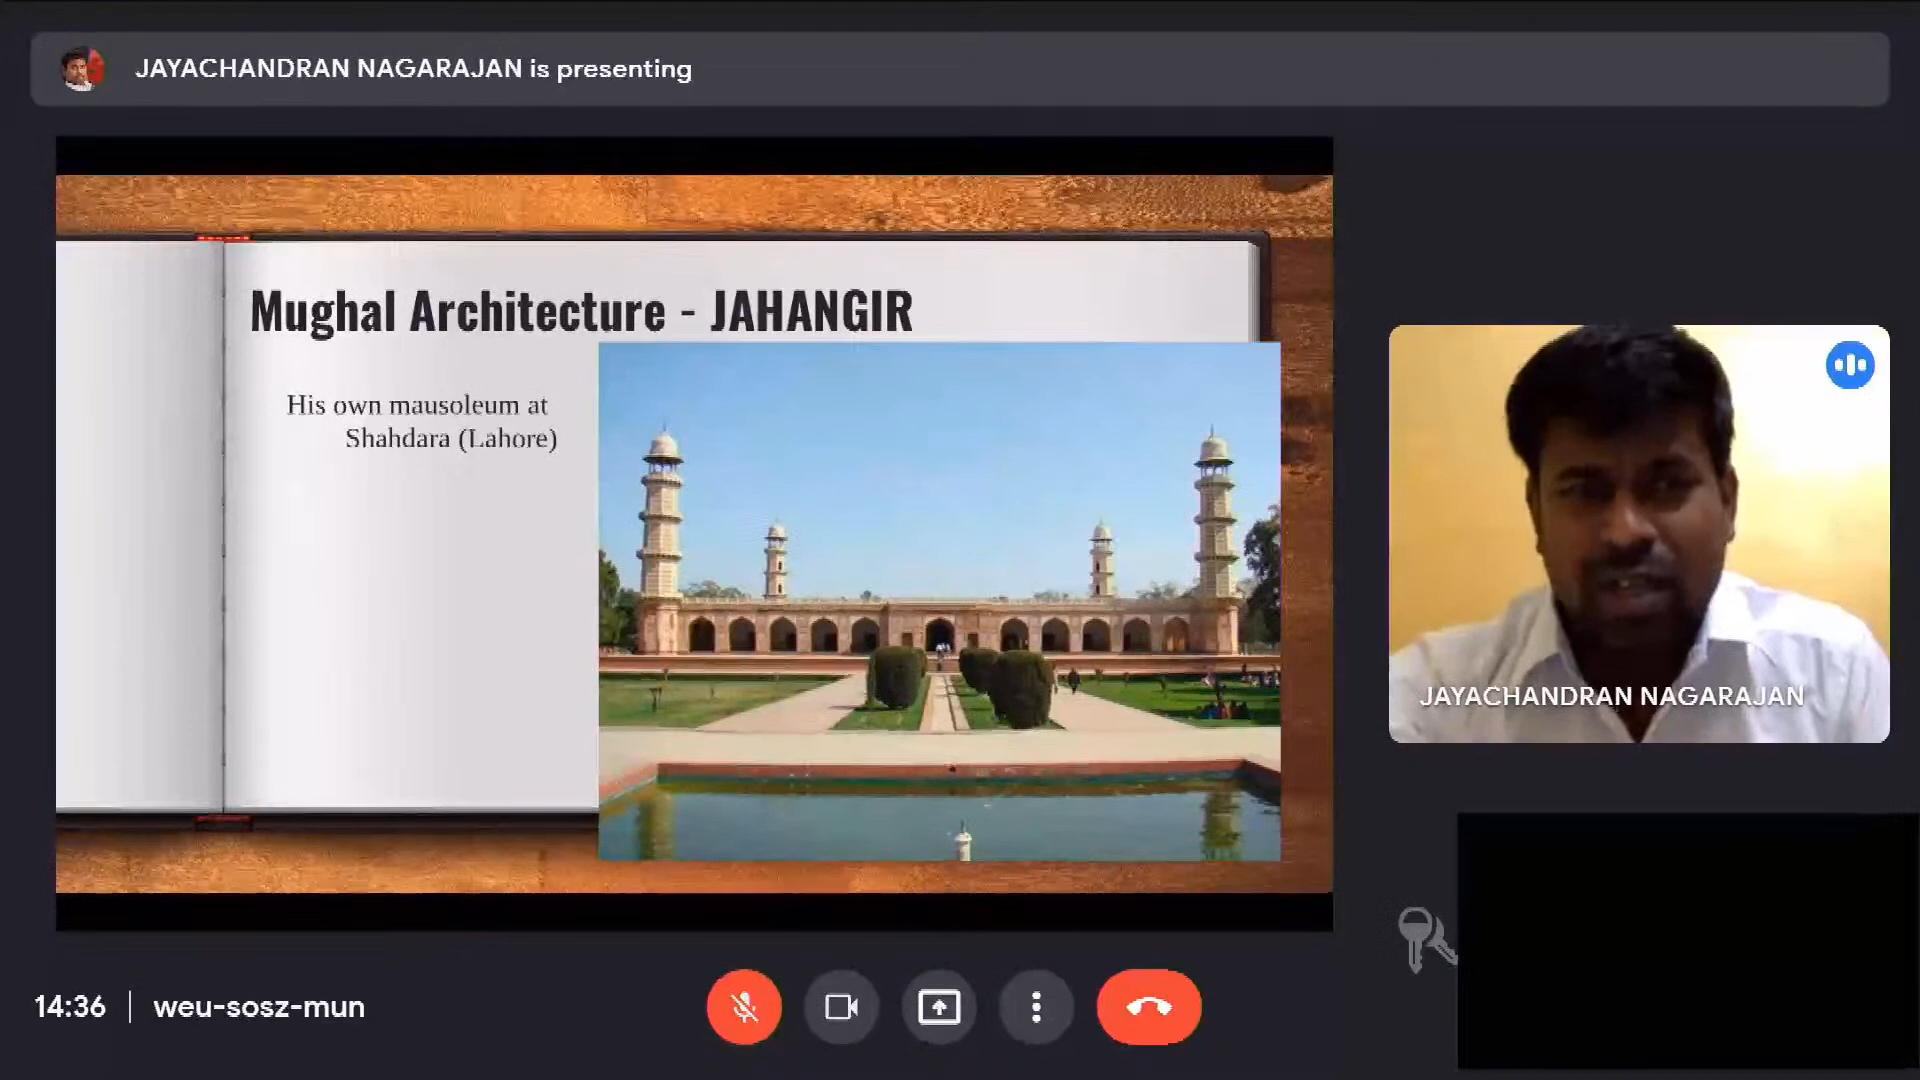 JAYACHANDRAN NAGARAJAN is presenting
Mughal Architecture - JAHANGIR
His own mausoleum at
Shahdara (Lahore)
JAYACHANDRAN NAGARAJAN
14:36 | weu-sosz-mun